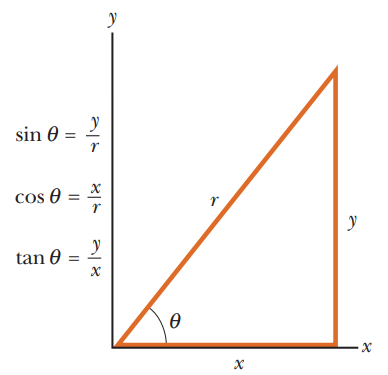 y
sin θ = y/r
cos θ = x/r
tan θ = y/x
r
y
θ
x
x